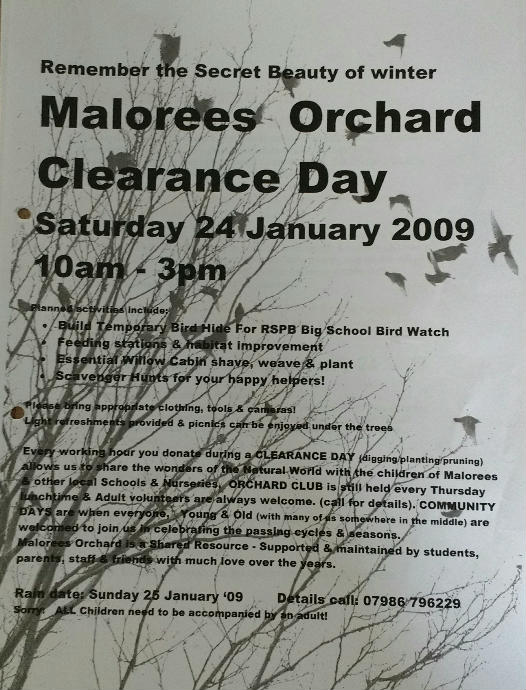 Remember the Secret Beauty of winter
Malorees Orchard
Clearance Day
Saturday 24 January 2009
10am - 3pm
Planned activities include:
• Build Temporary Bird Hide For RSPB Big School Bird Watch
• Feeding stations & habitat improvement
• Essential Willow Cabin shave, weave & plant
• Scavenger Hunts for your happy helpers!
Please bring appropriate clothing, tools & cameras!
Light refreshments provided & picnics can be enjoyed under the trees
Every working hour you donate during a CLEARANCE DAY (digging/planting/pruning)
allows us to share the wonders of the Natural World with the children of Malorees
& other local Schools & Nurseries, ORCHARD CLUB is still held every Thursday
lunchtime & Adult volunteers are always welcome. (call for details). COMMUNITY
DAYS are when everyone, Young & Old (with many of us somewhere in the middle) are
welcomed to join us in celebrating the passing cycles & seasons.
Malorees Orchard is a Shared Resource - Supported & maintained by students,
parents, staff & friends with much love over the years.
Rain date: Sunday 25 January '09 Details call: 07986 796229
Sorry: ALL Children need to be accompanied by an adult!